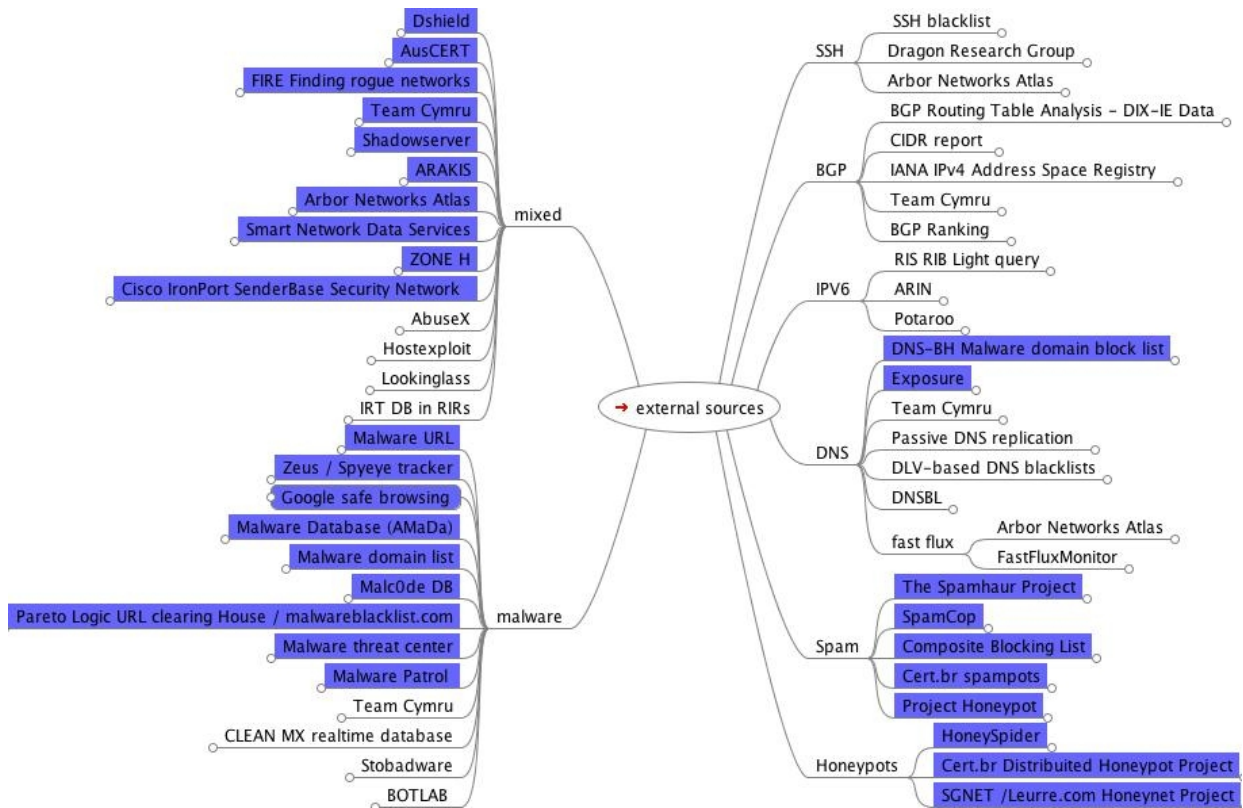 Dshield
AusCERT
FIRE Finding rogue networks
Team Cymru
Shadowserver
ARAKIS
Arbor Networks Atlas
Smart Network Data Services
ZONE H
Cisco IronPort SenderBase Security Network
AbuseX
Hostexploit
Lookinglass
IRT DB in RIRs
mixed
Malware URL
Zeus / Spyeye tracker
Google safe browsing
Malware Database (AMaDa)
Malware domain list
Malc0de DB
Pareto Logic URL clearing House / malwareblacklist.com
Malware threat center
Malware Patrol
Team Cymru
CLEAN MX realtime database
Stobadware
BOTLAB
malware
→ external sources
SSH
SSH blacklist
Dragon Research Group
Arbor Networks Atlas
BGP
BGP Routing Table Analysis - DIX-IE Data
CIDR report
IANA IPv4 Address Space Registry
Team Cymru
BGP Ranking
IPV6
RIS RIB Light query
ARIN
Potaroo
DNS
DNS-BH Malware domain block list
Exposure
Team Cymru
Passive DNS replication
DLV-based DNS blacklists
DNSBL
fast flux
Arbor Networks Atlas
FastFluxMonitor
Spam
The Spamhaur Project
SpamCop
Composite Blocking List
Cert.br spampots
Project Honeypot
Honeypots
HoneySpider
Cert.br Distribuited Honeypot Project
SGNET /Leurre.com Honeynet Project